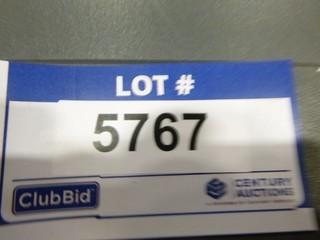 LOT #
5767
ClubBid
CENTURY
AUCTIONS